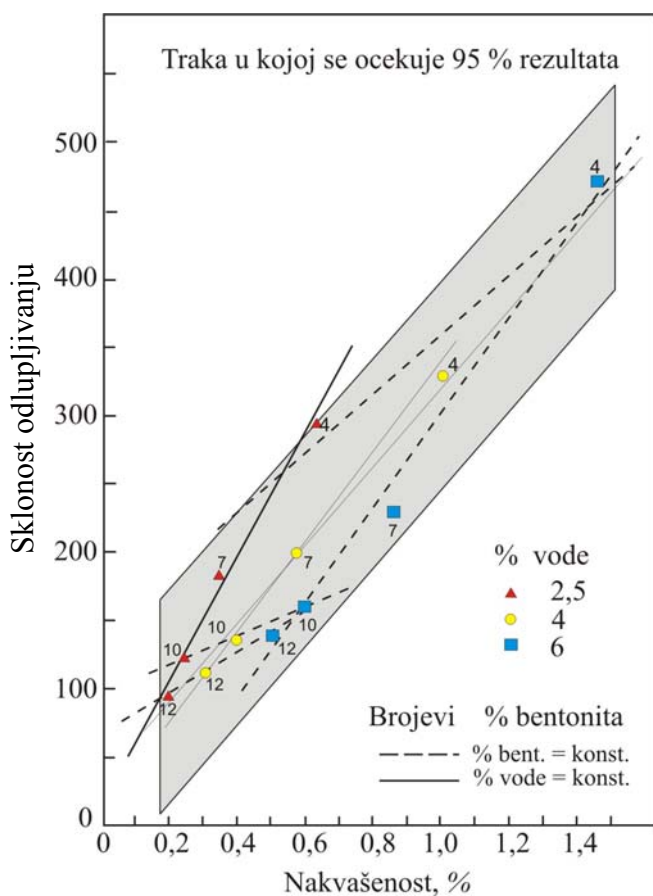 Traka u kojoj se ocekuje 95 % rezultata
Sklonost odlupljivanju
500
400
300
200
100
0
4
4
4
7
7
7
10
10
10
12
12
12
% vode
2,5
4
6
Brojevi % bentonita
% bent. = konst.
% vode = konst.
0 0,2 0,4 0,6 0,8 1,0 1,2 1,4
Nakvašenost, %